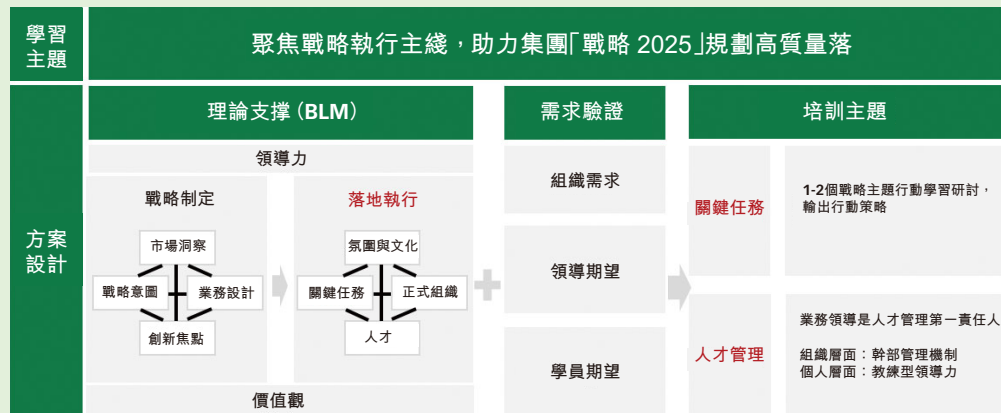 學習
主題
聚焦戰略執行主綫，助力集團「戰略 2025」規劃高質量落
方案
設計
理論支撐（BLM）
領導力
戰略制定
市場洞察
戰略意圖
業務設計
創新焦點
落地執行
氛圍與文化
關鍵任務
正式組織
人才
價值觀
需求驗證
組織需求
領導期望
學員期望
培訓主題
關鍵任務
1-2個戰略主題行動學習研討，
輸出行動策略
人才管理
業務領導是人才管理第一責任人
組織層面：幹部管理機制
個人層面：教練型領導力